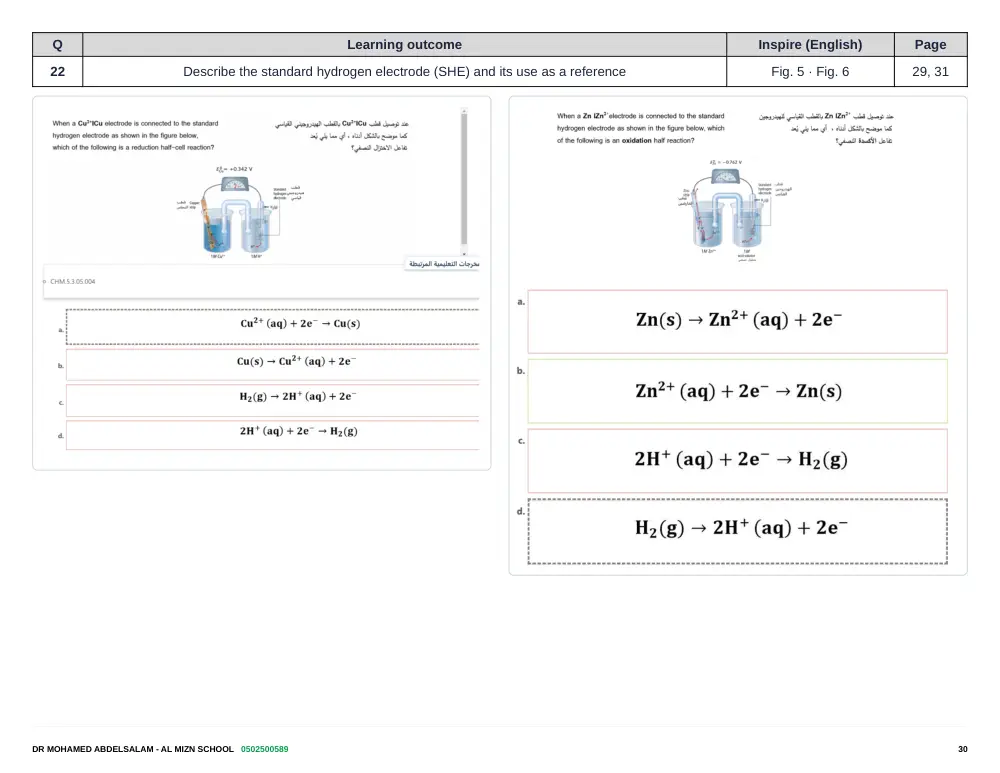 Q Learning outcome Inspire (English) Page
22 Describe the standard hydrogen electrode (SHE) and its use as a reference Fig. 5 · Fig. 6 29, 31
When a Cu²⁺ICu electrode is connected to the standard
hydrogen electrode as shown in the figure below,
which of the following is a reduction half-cell reaction?
عند توصيل قطب Cu²⁺ICu بالقطب الهيدروجيني القياسي
كما موضح بالشكل أدناه ، أي مما يلي يُعد
تفاعل الاختزال النصفي؟
= +0.342 V
1M Cu²⁺ 1M H⁺
مخرجات التعليمية المرتبطة
CHM.5.3.05.004
a. Cu²⁺ (aq) + 2e⁻ → Cu(s)
b. Cu(s) → Cu²⁺ (aq) + 2e⁻
c. H₂(g) → 2H⁺ (aq) + 2e⁻
d. 2H⁺ (aq) + 2e⁻ → H₂(g)
When a Zn IZn²⁺ electrode is connected to the standard
hydrogen electrode as shown in the figure below, which
of the following is an oxidation half reaction?
عند توصيل قطب Zn IZn²⁺ بالقطب القياسي للهيدروجين
كما موضح بالشكل أدناه ، أي مما يلي يُعد
تفاعل الأكسدة النصفي؟
= −0.762 V
1M Zn²⁺
a. Zn(s) → Zn²⁺ (aq) + 2e⁻
b. Zn²⁺ (aq) + 2e⁻ → Zn(s)
c. 2H⁺ (aq) + 2e⁻ → H₂(g)
d. H₂(g) → 2H⁺ (aq) + 2e⁻
DR MOHAMED ABDELSALAM - AL MIZN SCHOOL 0502500589 30